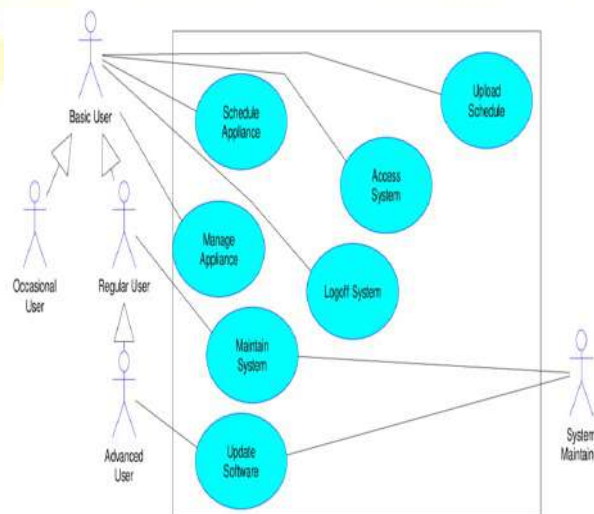 Basic User
Schedule
Appliance
Upload
Schedule
Access
System
Manage
Appliance
Logoff System
Occasional
User
Regular User
Maintain
System
Advanced
User
Update
Software
System